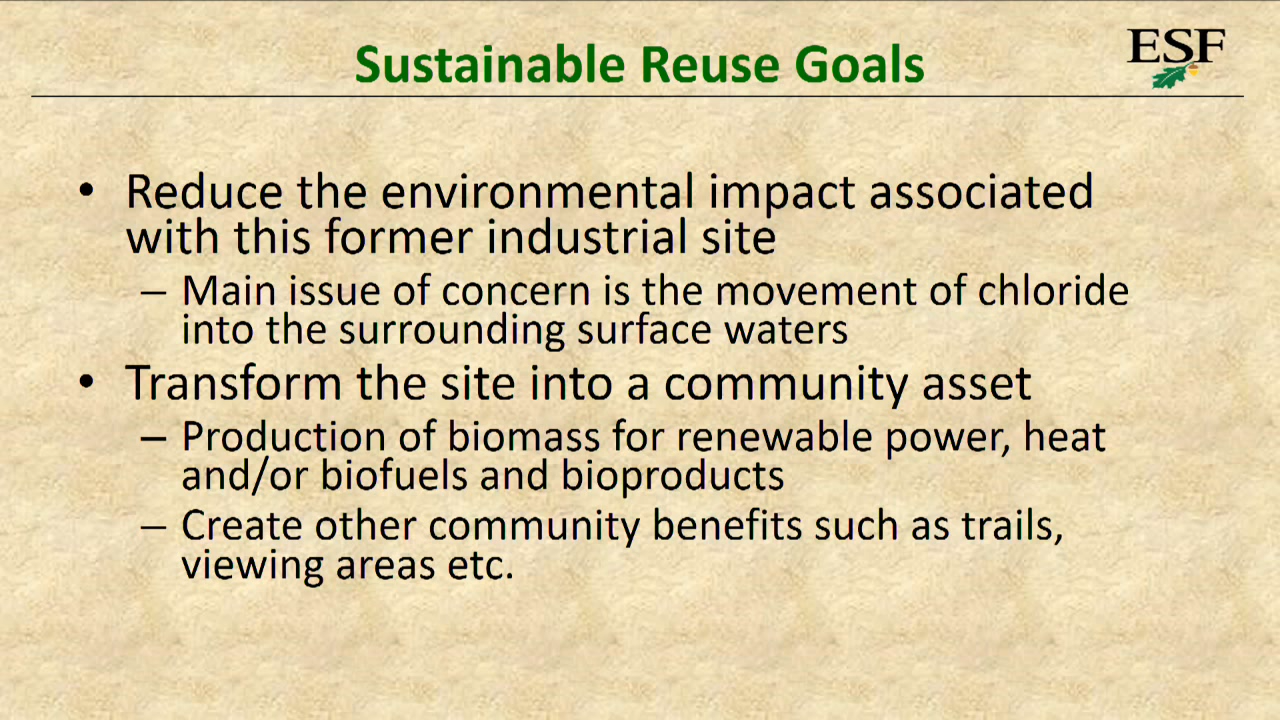 Sustainable Reuse Goals
ESF
• Reduce the environmental impact associated
with this former industrial site
– Main issue of concern is the movement of chloride
into the surrounding surface waters
• Transform the site into a community asset
– Production of biomass for renewable power, heat
and/or biofuels and bioproducts
– Create other community benefits such as trails,
viewing areas etc.